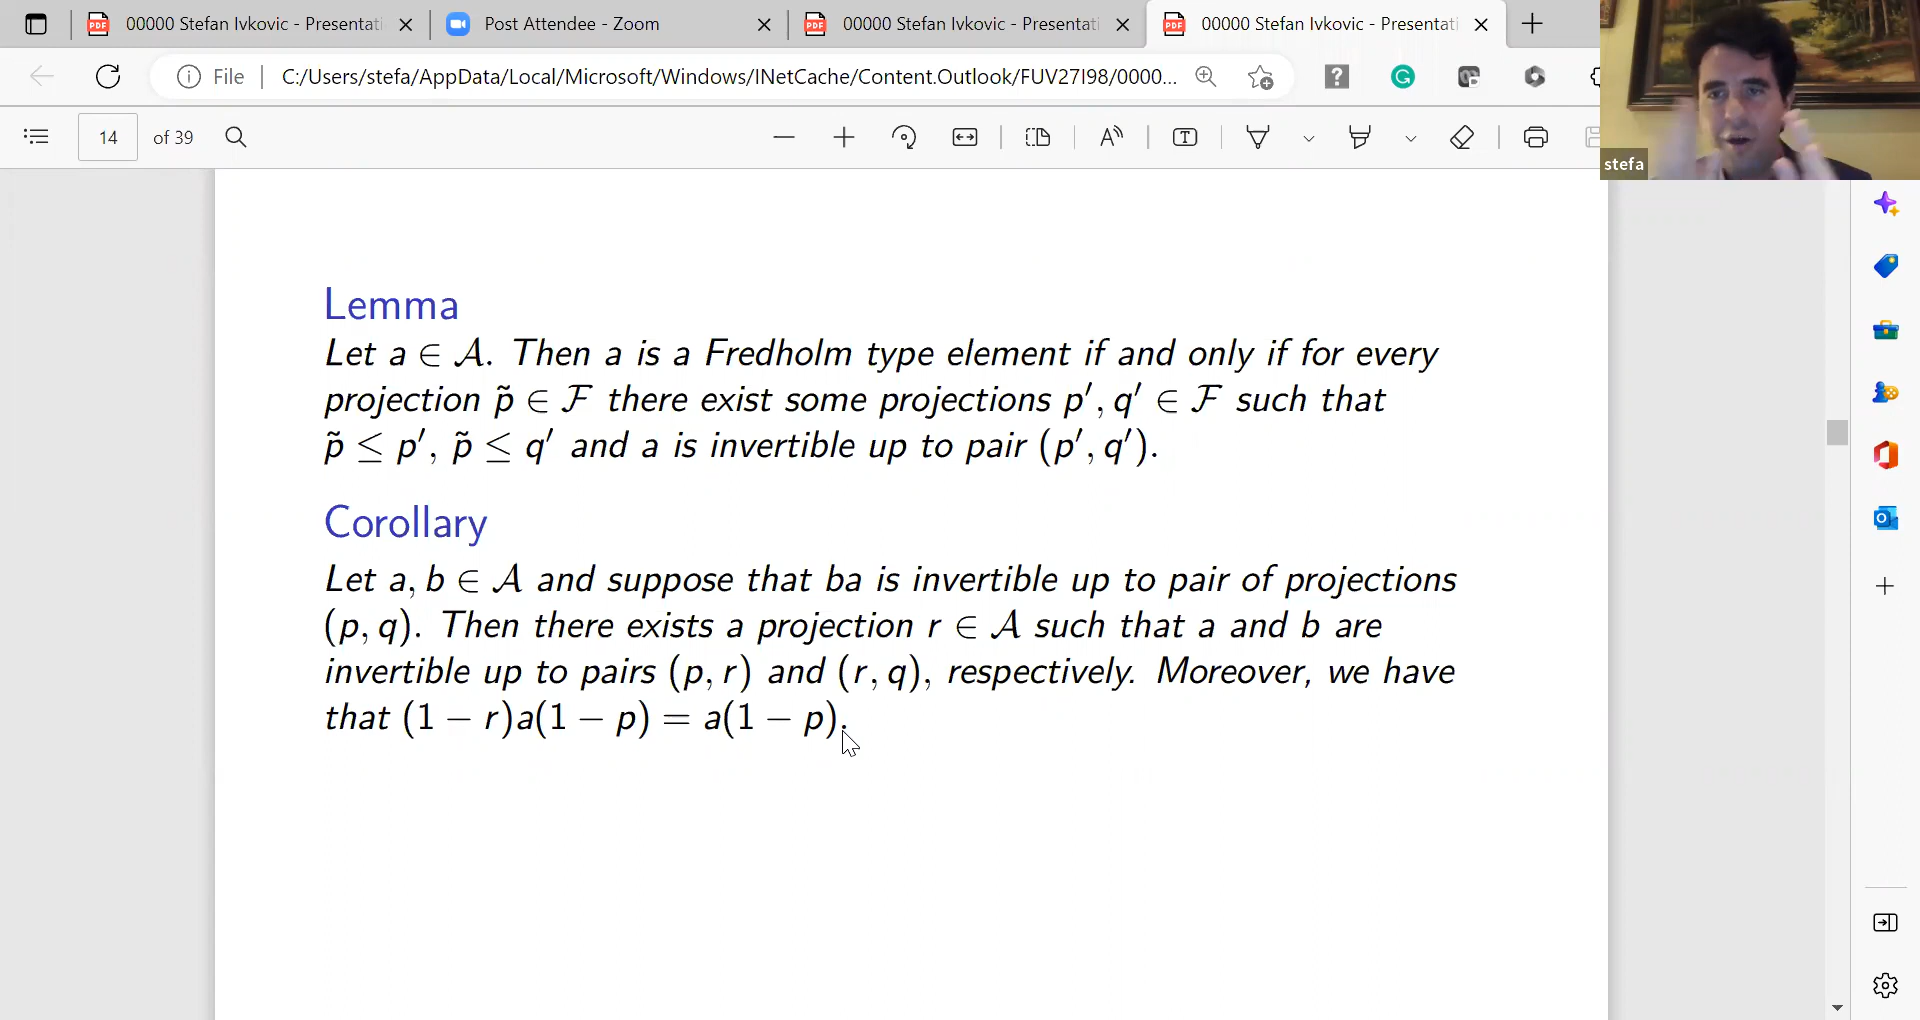 00000 Stefan Ivkovic - Presentati
Post Attendee - Zoom
00000 Stefan Ivkovic - Presentati
00000 Stefan Ivkovic - Presentati
File
C:/Users/stefa/AppData/Local/Microsoft/Windows/INetCache/Content.Outlook/FUV27I98/0000...
14 of 39
stefa
Lemma
Let a ∈ 𝒜. Then a is a Fredholm type element if and only if for every
projection p̃ ∈ ℱ there exist some projections p′, q′ ∈ ℱ such that
p̃ ≤ p′, p̃ ≤ q′ and a is invertible up to pair (p′, q′).
Corollary
Let a, b ∈ 𝒜 and suppose that ba is invertible up to pair of projections
(p, q). Then there exists a projection r ∈ 𝒜 such that a and b are
invertible up to pairs (p, r) and (r, q), respectively. Moreover, we have
that (1 − r)a(1 − p) = a(1 − p).